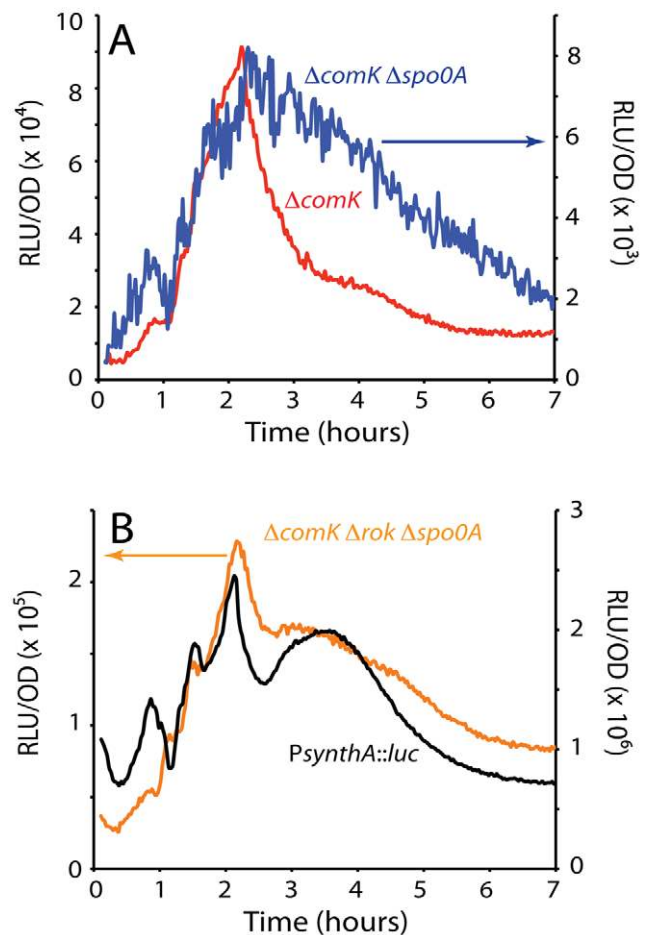 A
10
8
6
4
2
0
RLU/OD (x 10⁴)
ΔcomK Δspo0A
ΔcomK
8
6
4
2
0
RLU/OD (x 10³)
0 1 2 3 4 5 6 7
Time (hours)
B
2
1
0
RLU/OD (x 10⁵)
ΔcomK Δrok Δspo0A
PsynthA::luc
3
2
1
0
RLU/OD (x 10⁶)
0 1 2 3 4 5 6 7
Time (hours)